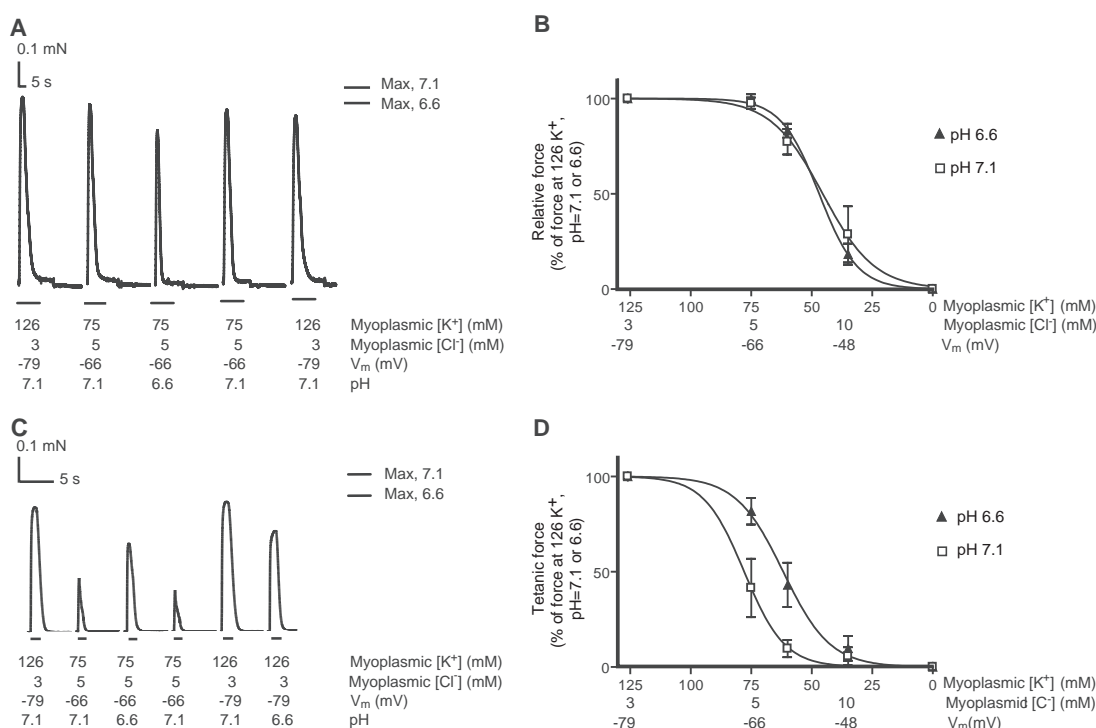 A
0.1 mN
5 s
Max, 7.1
Max, 6.6
126 75 75 75 126 Myoplasmic [K+] (mM)
3 5 5 5 3 Myoplasmic [Cl-] (mM)
-79 -66 -66 -66 -79 Vm (mV)
7.1 7.1 6.6 7.1 7.1 pH
B
Relative force
(% of force at 126 K+,
pH=7.1 or 6.6)
100
50
0
pH 6.6
pH 7.1
125 100 75 50 25 0 Myoplasmic [K+] (mM)
3 5 10 Myoplasmic [Cl-] (mM)
-79 -66 -48 Vm (mV)
C
0.1 mN
5 s
Max, 7.1
Max, 6.6
126 75 75 75 126 126 Myoplasmic [K+] (mM)
3 5 5 5 3 3 Myoplasmic [Cl-] (mM)
-79 -66 -66 -66 -79 -79 Vm (mV)
7.1 7.1 6.6 7.1 7.1 6.6 pH
D
Tetanic force
(% of force at 126 K+,
pH=7.1 or 6.6)
100
50
0
pH 6.6
pH 7.1
125 100 75 50 25 0 Myoplasmic [K+] (mM)
3 5 10 Myoplasmid [C-] (mM)
-79 -66 -48 Vm(mV)